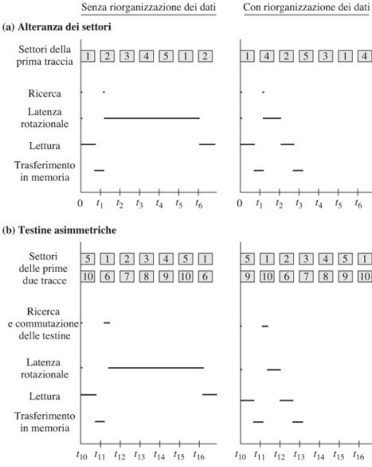 Senza riorganizzazione dei dati
Con riorganizzazione dei dati
(a) Alteranza dei settori
Settori della
prima traccia
1 2 3 4 5 1 2
1 4 2 5 3 1 4
Ricerca
Latenza
rotazionale
Lettura
Trasferimento
in memoria
0 t1 t2 t3 t4 t5 t6
0 t1 t2 t3 t4 t5 t6
(b) Testine asimmetriche
Settori
delle prime
due tracce
5 1 2 3 4 5 1
10 6 7 8 9 10 6
5 1 2 3 4 5 1
9 10 6 7 8 9 10
Ricerca
e commutazione
delle testine
Latenza
rotazionale
Lettura
Trasferimento
in memoria
t10 t11 t12 t13 t14 t15 t16
t10 t11 t12 t13 t14 t15 t16